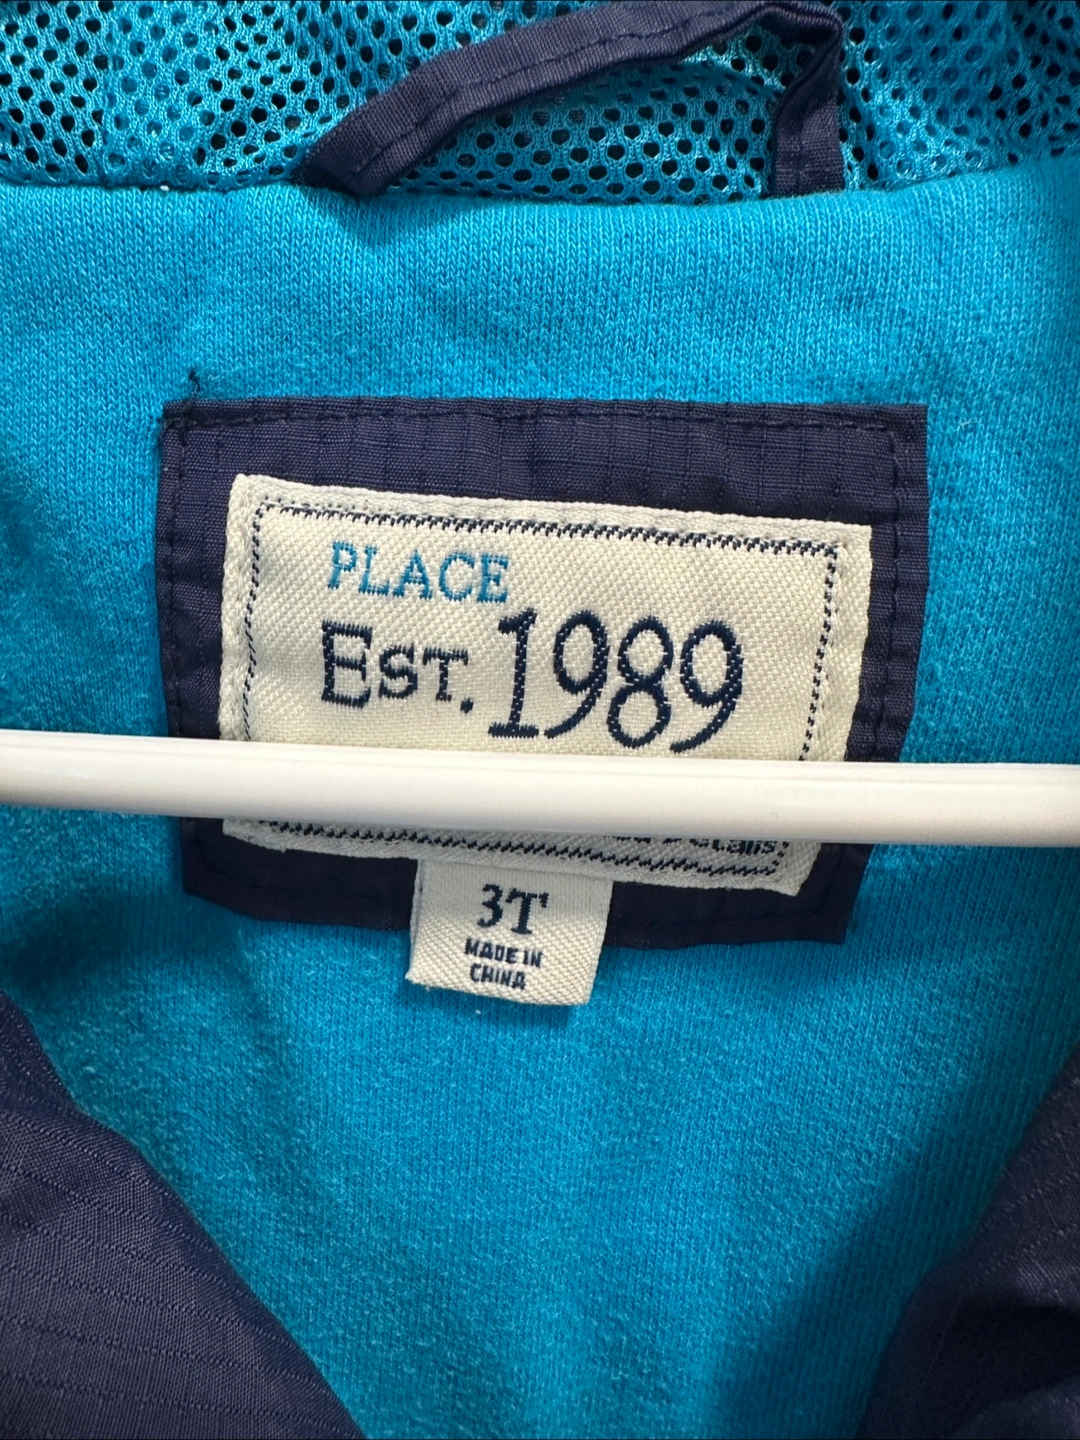 PLACE
EST. 1989
3T
MADE IN
CHINA